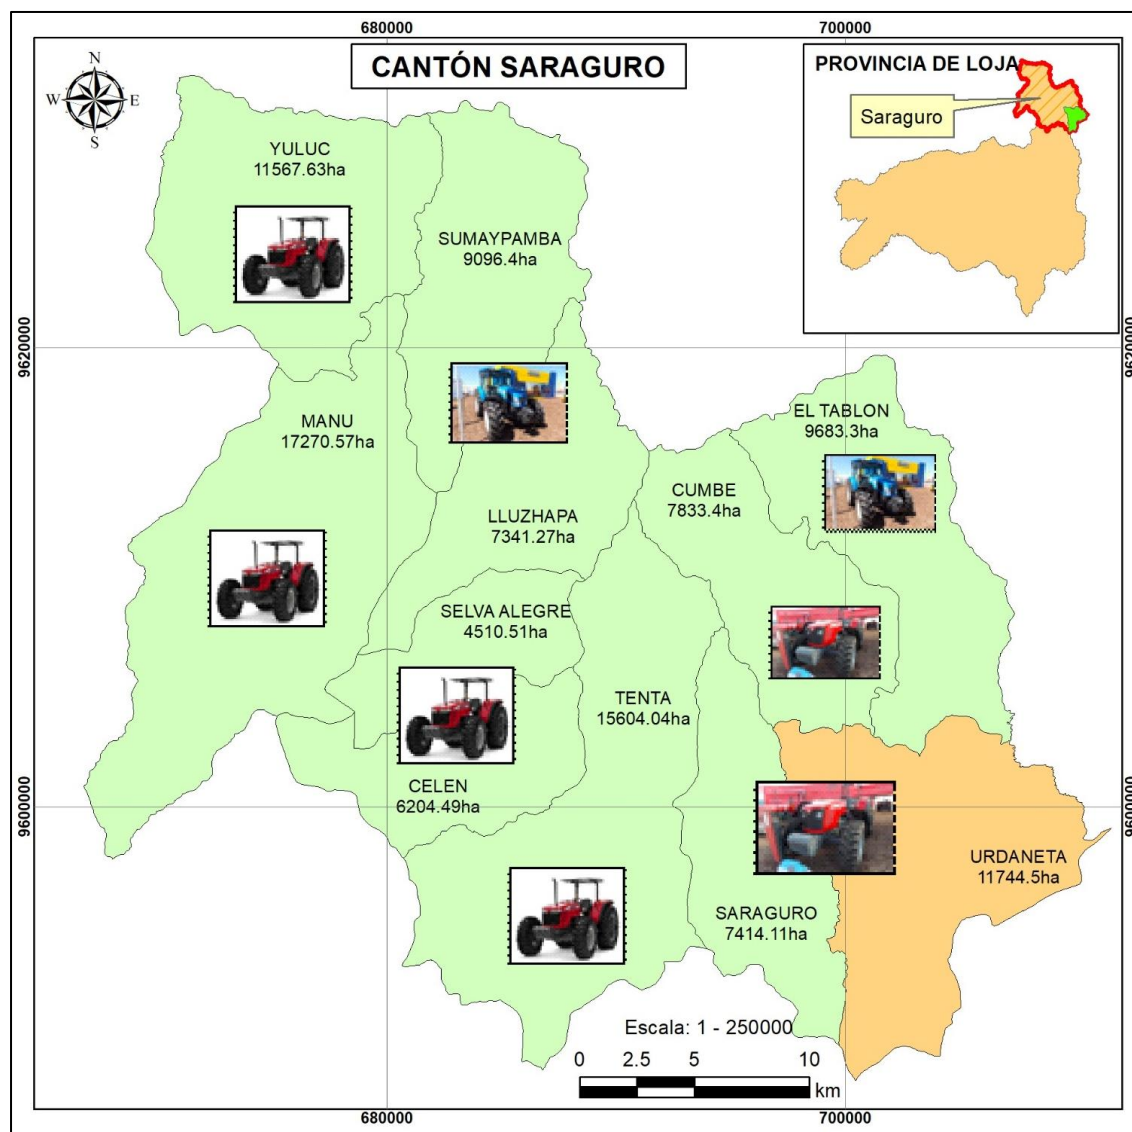 680000
700000
CANTÓN SARAGURO
PROVINCIA DE LOJA
Saraguro
N
W
E
S
YULUC
11567.63ha
SUMAYPAMBA
9096.4ha
9620000
9620000
MANU
17270.57ha
EL TABLON
9683.3ha
CUMBE
7833.4ha
LLUZHAPA
7341.27ha
SELVA ALEGRE
4510.51ha
TENTA
15604.04ha
CELEN
6204.49ha
9600000
9600000
URDANETA
11744.5ha
SARAGURO
7414.11ha
Escala: 1 - 250000
0 2.5 5 10
km
680000
700000